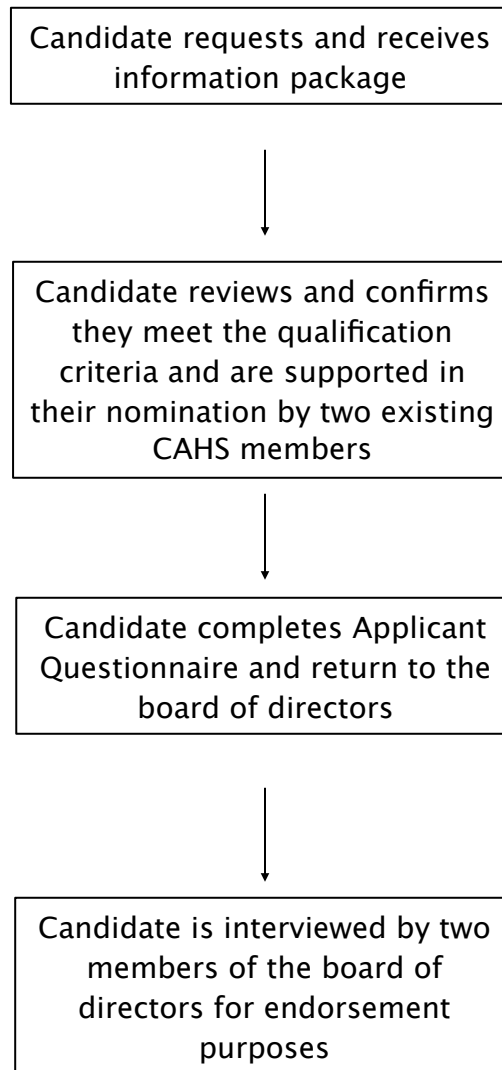 Candidate requests and receives
information package
Candidate reviews and confirms
they meet the qualification
criteria and are supported in
their nomination by two existing
CAHS members
Candidate completes Applicant
Questionnaire and return to the
board of directors
Candidate is interviewed by two
members of the board of
directors for endorsement
purposes